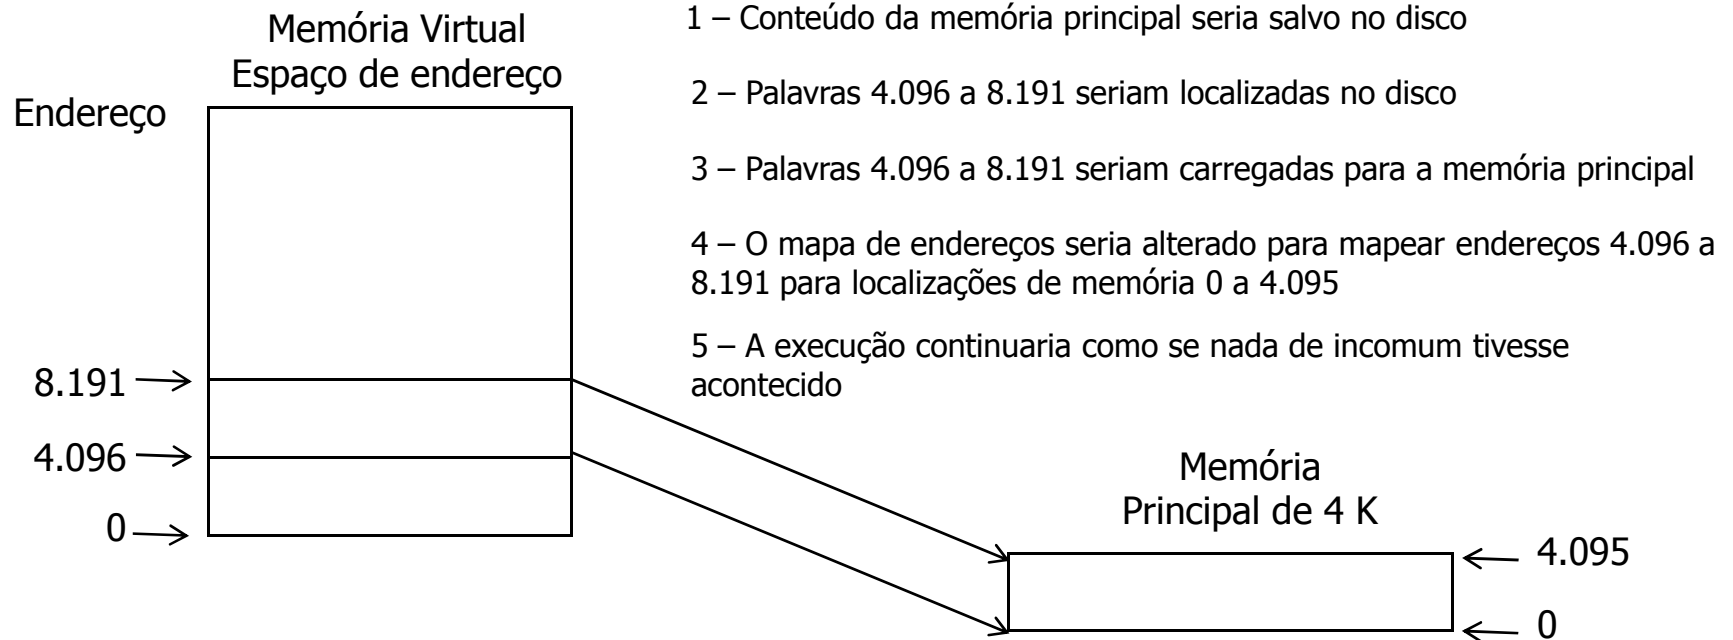 Memória Virtual
Espaço de endereço
Endereço
8.191
4.096
0
1 – Conteúdo da memória principal seria salvo no disco
2 – Palavras 4.096 a 8.191 seriam localizadas no disco
3 – Palavras 4.096 a 8.191 seriam carregadas para a memória principal
4 – O mapa de endereços seria alterado para mapear endereços 4.096 a
8.191 para localizações de memória 0 a 4.095
5 – A execução continuaria como se nada de incomum tivesse
acontecido
Memória
Principal de 4 K
4.095
0